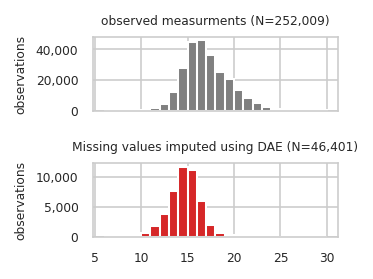 observed measurments (N=252,009)
40,000
20,000
0
observations
Missing values imputed using DAE (N=46,401)
10,000
5,000
0
observations
5 10 15 20 25 30